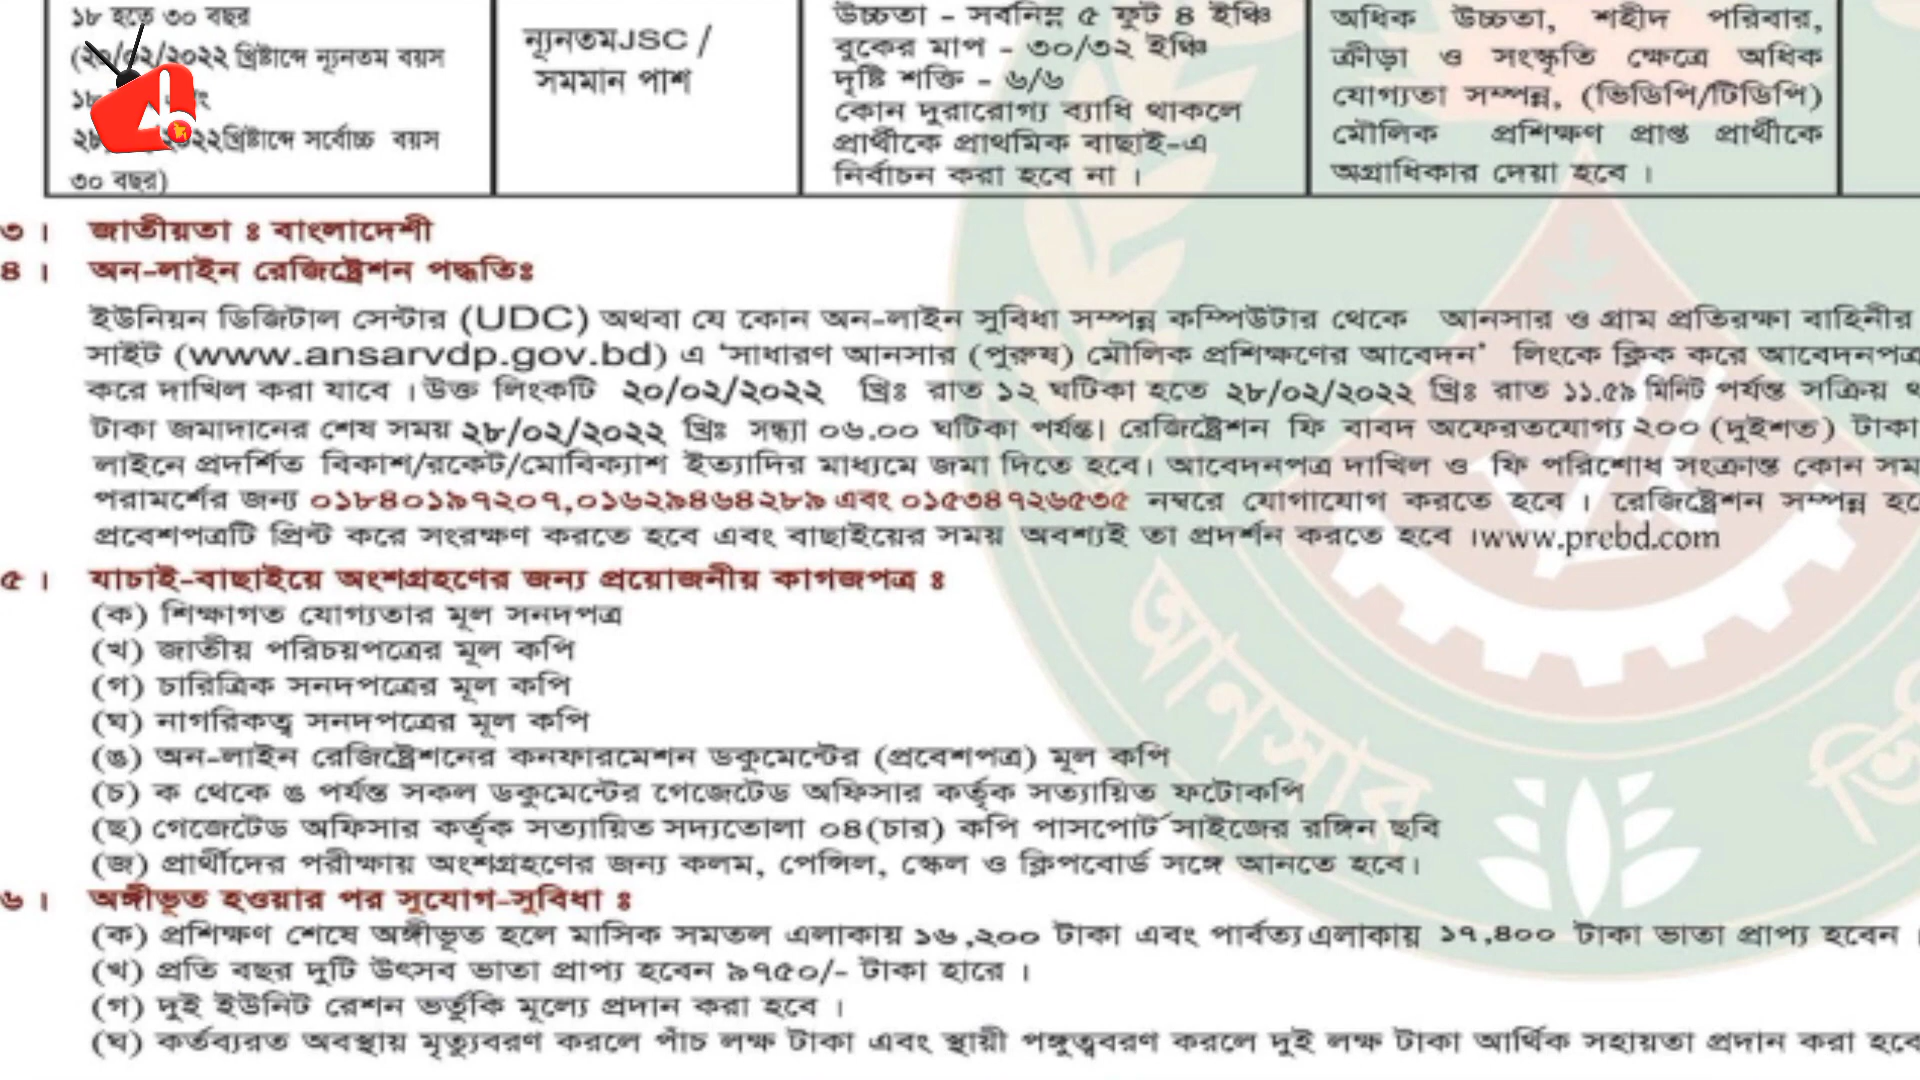 ১৮ হতে ৩০ বছর
(২০/০২/২০২২ খ্রিষ্টাব্দে ন্যূনতম বয়স
১৮
২০২২খ্রিষ্টাব্দে সর্বোচ্চ বয়স
৩০ বছর)
ন্যূনতমJSC /
সমমান পাশ
উচ্চতা - সর্বনিম্ন ৫ ফুট ৪ ইঞ্চি
বুকের মাপ - ৩০/৩২ ইঞ্চি
দৃষ্টি শক্তি - ৬/৬
কোন দুরারোগ্য ব্যাধি থাকলে
প্রার্থীকে প্রাথমিক বাছাই-এ
নির্বাচন করা হবে না ।
অধিক উচ্চতা, শহীদ পরিবার,
ক্রীড়া ও সংস্কৃতি ক্ষেত্রে অধিক
যোগ্যতা সম্পন্ন, (ভিডিপি/টিডিপি)
মৌলিক প্রশিক্ষণ প্রাপ্ত প্রার্থীকে
অগ্রাধিকার দেয়া হবে ।
৩ । জাতীয়তা ঃ বাংলাদেশী
৪ । অন-লাইন রেজিষ্ট্রেশন পদ্ধতিঃ
ইউনিয়ন ডিজিটাল সেন্টার (UDC) অথবা যে কোন অন-লাইন সুবিধা সম্পন্ন কম্পিউটার থেকে আনসার ও গ্রাম প্রতিরক্ষা বাহিনীর
সাইট (www.ansarvdp.gov.bd) এ ‘সাধারণ আনসার (পুরুষ) মৌলিক প্রশিক্ষণের আবেদন’ লিংকে ক্লিক করে আবেদনপত্র
করে দাখিল করা যাবে । উক্ত লিংকটি ২০/০২/২০২২ খ্রিঃ রাত ১২ ঘটিকা হতে ২৮/০২/২০২২ খ্রিঃ রাত ১১.৫৯ মিনিট পর্যন্ত সক্রিয়
টাকা জমাদানের শেষ সময় ২৮/০২/২০২২ খ্রিঃ সন্ধ্যা ০৬.০০ ঘটিকা পর্যন্ত। রেজিষ্ট্রেশন ফি বাবদ অফেরতযোগ্য ২০০ (দুইশত) টাকা
লাইনে প্রদর্শিত বিকাশ/রকেট/মোবিক্যাশ ইত্যাদির মাধ্যমে জমা দিতে হবে। আবেদনপত্র দাখিল ও ফি পরিশোধ সংক্রান্ত কোন সম
পরামর্শের জন্য ০১৮৪০১৯৭২০৭,০১৬২৯৪৬৪২৮৯ এবং ০১৫৩৪৭২৬৫৩৫ নম্বরে যোগাযোগ করতে হবে । রেজিষ্ট্রেশন সম্পন্ন হ
প্রবেশপত্রটি প্রিন্ট করে সংরক্ষণ করতে হবে এবং বাছাইয়ের সময় অবশ্যই তা প্রদর্শন করতে হবে ।www.prebd.com
৫ । যাচাই-বাছাইয়ে অংশগ্রহণের জন্য প্রয়োজনীয় কাগজপত্র ঃ
(ক) শিক্ষাগত যোগ্যতার মূল সনদপত্র
(খ) জাতীয় পরিচয়পত্রের মূল কপি
(গ) চারিত্রিক সনদপত্রের মূল কপি
(ঘ) নাগরিকত্ব সনদপত্রের মূল কপি
(ঙ) অন-লাইন রেজিষ্ট্রেশনের কনফারমেশন ডকুমেন্টের (প্রবেশপত্র) মূল কপি
(চ) ক থেকে ঙ পর্যন্ত সকল ডকুমেন্টের গেজেটেড অফিসার কর্তৃক সত্যায়িত ফটোকপি
(ছ) গেজেটেড অফিসার কর্তৃক সত্যায়িত সদ্যতোলা ০৪(চার) কপি পাসপোর্ট সাইজের রঙ্গিন ছবি
(জ) প্রার্থীদের পরীক্ষায় অংশগ্রহণের জন্য কলম, পেন্সিল, স্কেল ও ক্লিপবোর্ড সঙ্গে আনতে হবে।
৬ । অঙ্গীভূত হওয়ার পর সুযোগ-সুবিধা ঃ
(ক) প্রশিক্ষণ শেষে অঙ্গীভূত হলে মাসিক সমতল এলাকায় ১৬,২০০ টাকা এবং পার্বত্য এলাকায় ১৭,৪০০ টাকা ভাতা প্রাপ্য হবেন ।
(খ) প্রতি বছর দুটি উৎসব ভাতা প্রাপ্য হবেন ৯৭৫০/- টাকা হারে ।
(গ) দুই ইউনিট রেশন ভর্তুকি মূল্যে প্রদান করা হবে ।
(ঘ) কর্তব্যরত অবস্থায় মৃত্যুবরণ করলে পাঁচ লক্ষ টাকা এবং স্থায়ী পঙ্গুত্ববরণ করলে দুই লক্ষ টাকা আর্থিক সহায়তা প্রদান করা হবে
আনসার